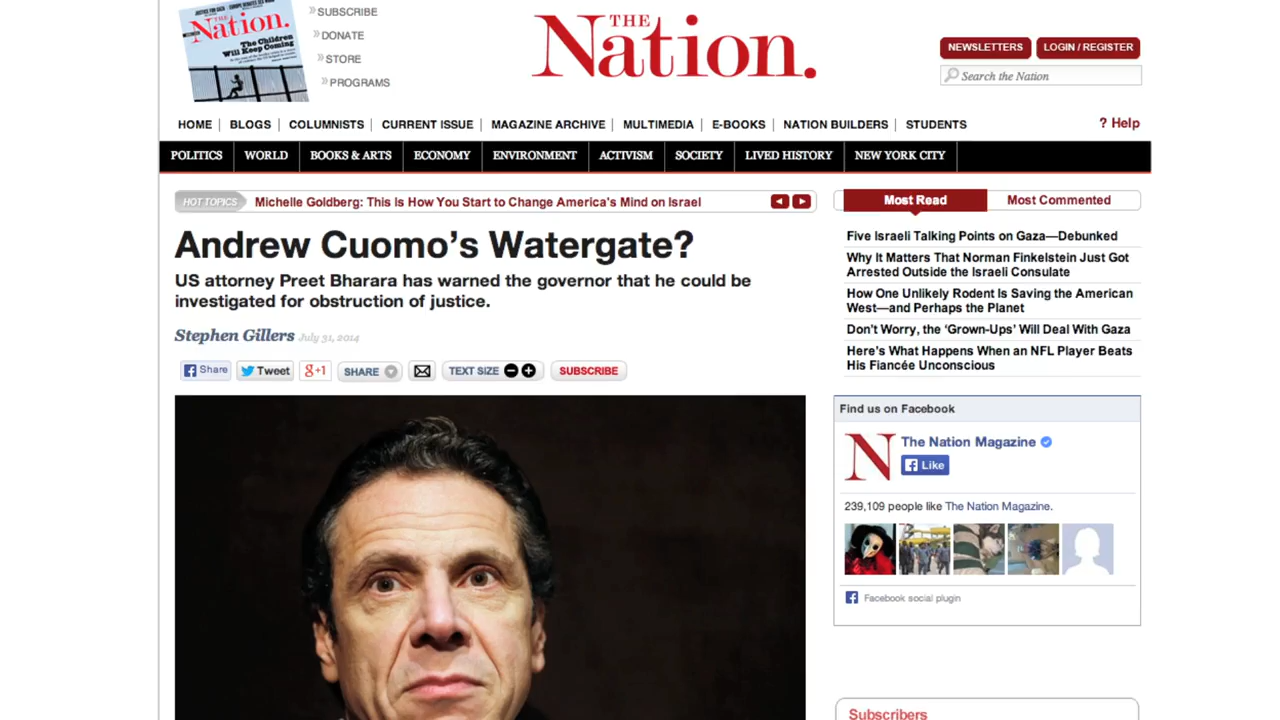 THE
Nation.
The Children
Will Keep Coming
SUBSCRIBE
DONATE
STORE
PROGRAMS
THE
Nation.
NEWSLETTERS
LOGIN / REGISTER
Search the Nation
HOME | BLOGS | COLUMNISTS | CURRENT ISSUE | MAGAZINE ARCHIVE | MULTIMEDIA | E-BOOKS | NATION BUILDERS | STUDENTS
? Help
POLITICS WORLD BOOKS & ARTS ECONOMY ENVIRONMENT ACTIVISM SOCIETY LIVED HISTORY NEW YORK CITY
HOT TOPICS
Michelle Goldberg: This Is How You Start to Change America's Mind on Israel
Andrew Cuomo's Watergate?
US attorney Preet Bharara has warned the governor that he could be
investigated for obstruction of justice.
Stephen Gillers July 31, 2014
Share Tweet g+1 SHARE TEXT SIZE SUBSCRIBE
Most Read
Most Commented
Five Israeli Talking Points on Gaza—Debunked
Why It Matters That Norman Finkelstein Just Got
Arrested Outside the Israeli Consulate
How One Unlikely Rodent Is Saving the American
West—and Perhaps the Planet
Don't Worry, the 'Grown-Ups' Will Deal With Gaza
Here's What Happens When an NFL Player Beats
His Fiancée Unconscious
Find us on Facebook
N
The Nation Magazine
Like
239,109 people like The Nation Magazine.
Facebook social plugin
Subscribers